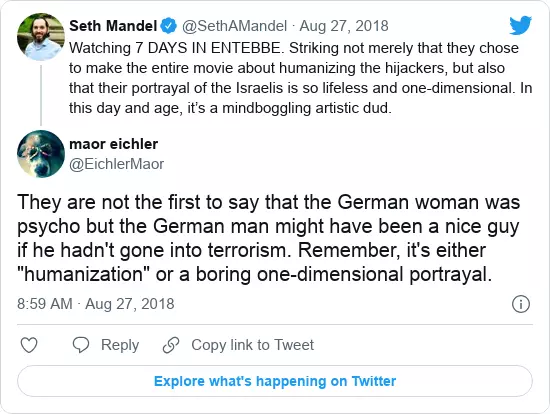 Seth Mandel @SethAMandel · Aug 27, 2018
Watching 7 DAYS IN ENTEBBE. Striking not merely that they chose
to make the entire movie about humanizing the hijackers, but also
that their portrayal of the Israelis is so lifeless and one-dimensional. In
this day and age, it’s a mindboggling artistic dud.
maor eichler
@EichlerMaor
They are not the first to say that the German woman was
psycho but the German man might have been a nice guy
if he hadn't gone into terrorism. Remember, it's either
"humanization" or a boring one-dimensional portrayal.
8:59 AM · Aug 27, 2018
Reply Copy link to Tweet
Explore what's happening on Twitter